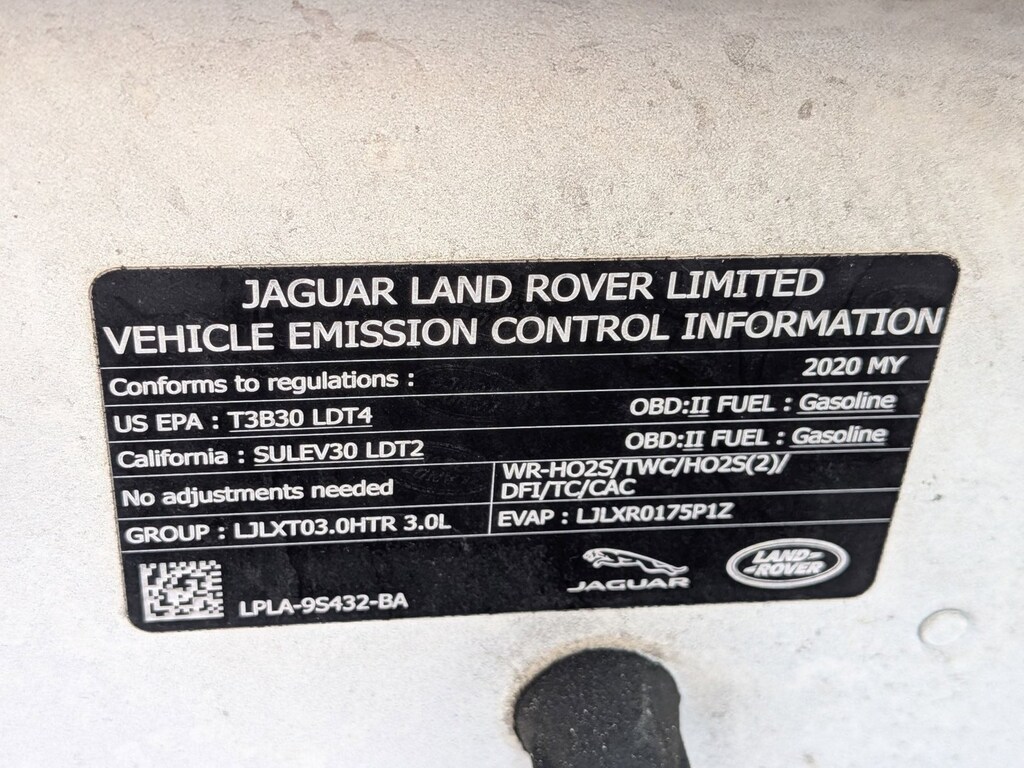 JAGUAR LAND ROVER LIMITED
VEHICLE EMISSION CONTROL INFORMATION
Conforms to regulations : 2020 MY
US EPA : T3B30 LDT4 OBD:II FUEL : Gasoline
California : SULEV30 LDT2 OBD:II FUEL : Gasoline
No adjustments needed
WR-HO2S/TWC/HO2S(2)/
DFI/TC/CAC
GROUP : LJLXT03.0HTR 3.0L EVAP : LJLXR0175P1Z
LPLA-9S432-BA
JAGUAR
LAND-
-ROVER